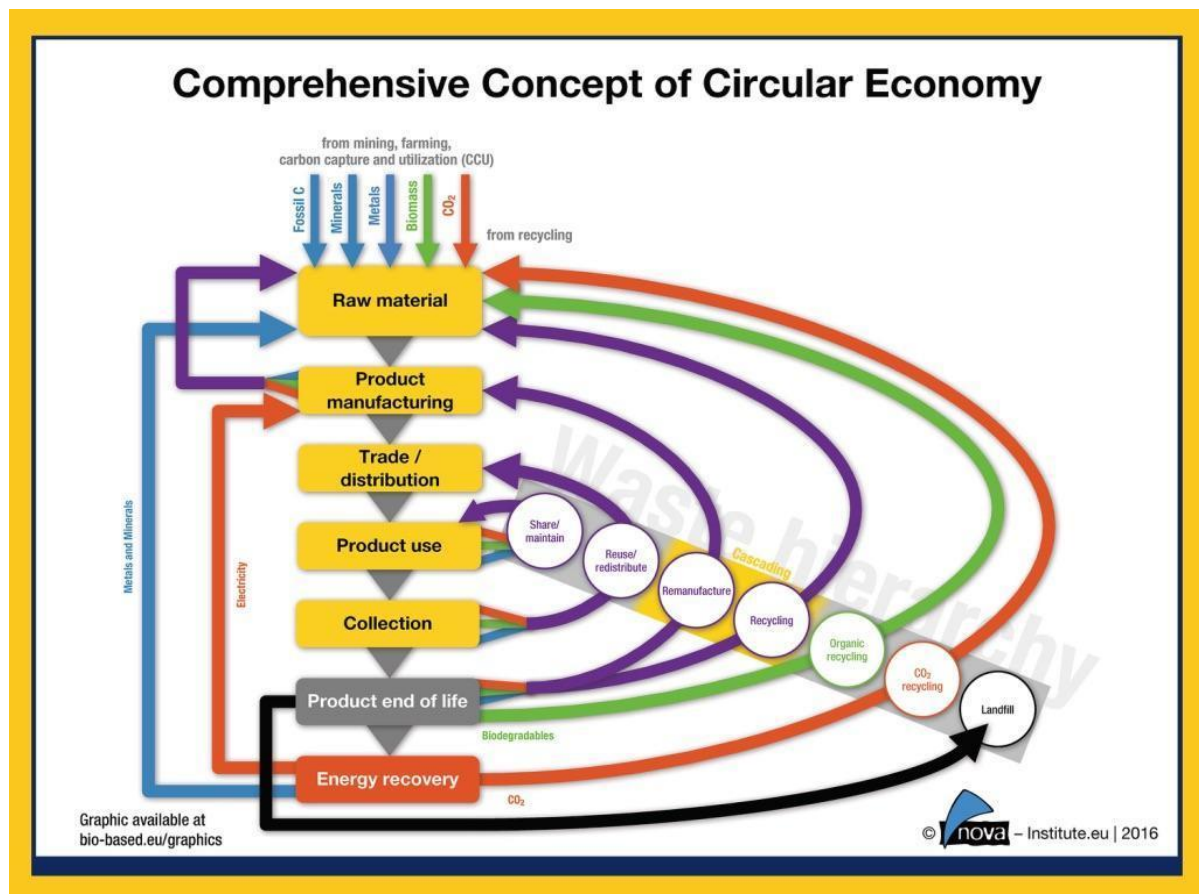 Comprehensive Concept of Circular Economy
from mining, farming,
carbon capture and utilization (CCU)
Fossil C
Minerals
Metals
Biomass
CO₂
from recycling
Raw material
Product
manufacturing
Trade /
distribution
Product use
Collection
Product end of life
Energy recovery
Metals and Minerals
Electricity
Waste hierarchy
Cascading
Share/
maintain
Reuse/
redistribute
Remanufacture
Recycling
Organic
recycling
CO₂
recycling
Landfill
Biodegradables
CO₂
Graphic available at
bio-based.eu/graphics
© nova – Institute.eu | 2016